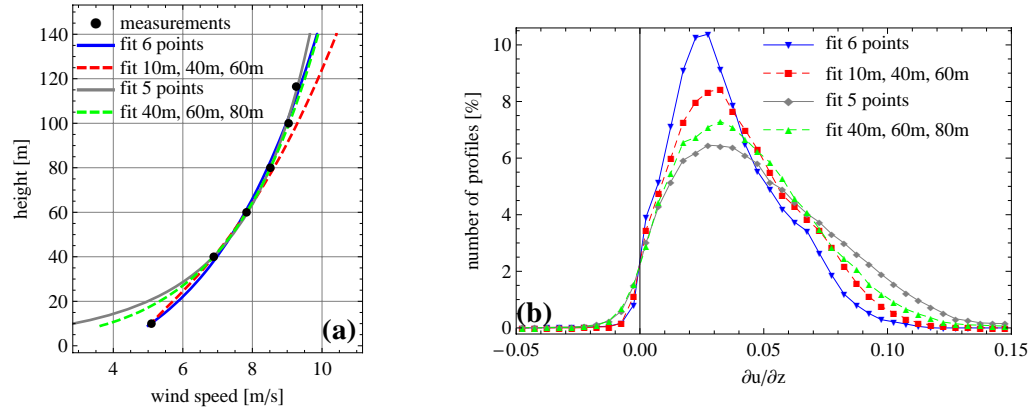 measurements
fit 6 points
fit 10m, 40m, 60m
fit 5 points
fit 40m, 60m, 80m
140
120
100
80
60
40
20
0
height [m]
(a)
4 6 8 10
wind speed [m/s]
fit 6 points
fit 10m, 40m, 60m
fit 5 points
fit 40m, 60m, 80m
10
8
6
4
2
0
number of profiles [%]
(b)
−0.05 0.00 0.05 0.10 0.15
∂u/∂z